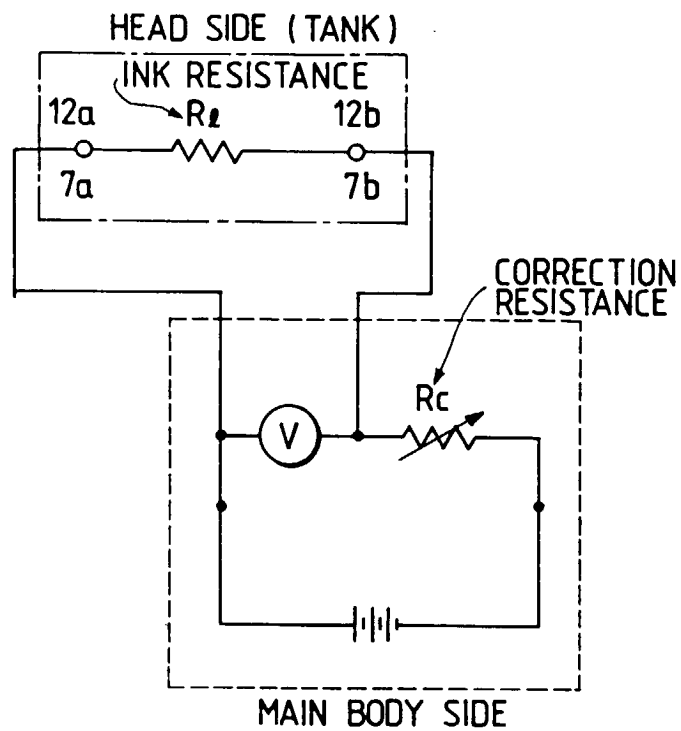 HEAD SIDE (TANK)
INK RESISTANCE
12a
Rℓ
12b
7a
7b
CORRECTION
RESISTANCE
Rc
V
MAIN BODY SIDE